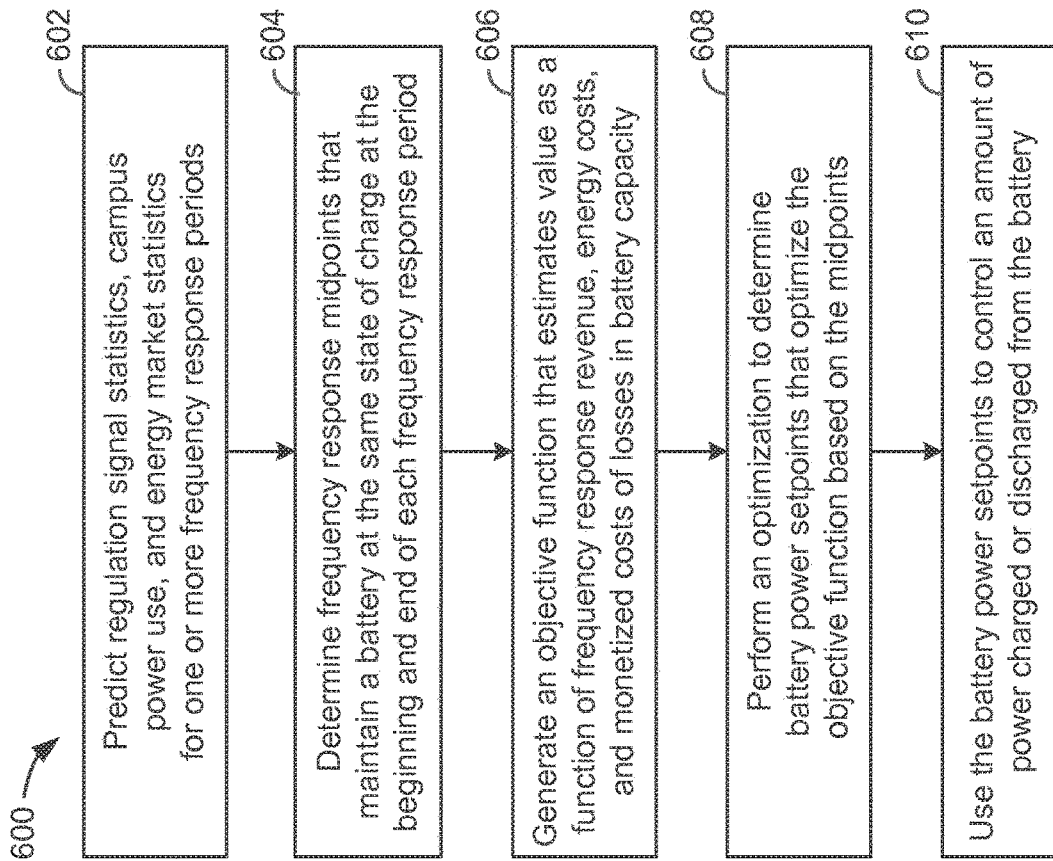 600
602
Predict regulation signal statistics, campus
power use, and energy market statistics
for one or more frequency response periods
604
Determine frequency response midpoints that
maintain a battery at the same state of charge at the
beginning and end of each frequency response period
606
Generate an objective function that estimates value as a
function of frequency response revenue, energy costs,
and monetized costs of losses in battery capacity
608
Perform an optimization to determine
battery power setpoints that optimize the
objective function based on the midpoints
610
Use the battery power setpoints to control an amount of
power charged or discharged from the battery